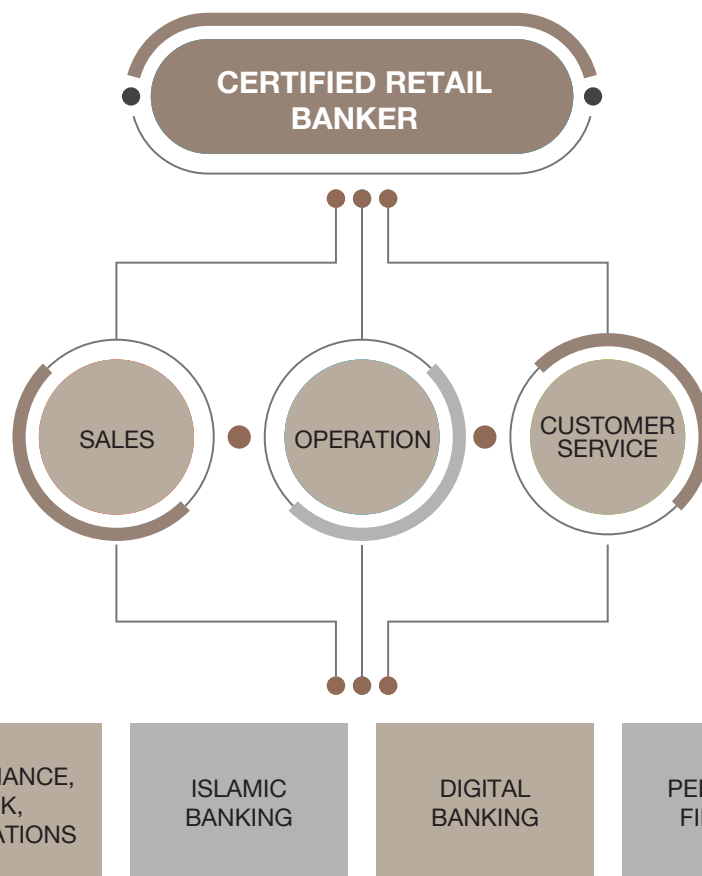 CERTIFIED RETAIL
BANKER
SALES
OPERATION
CUSTOMER
SERVICE
ISLAMIC
BANKING
DIGITAL
BANKING